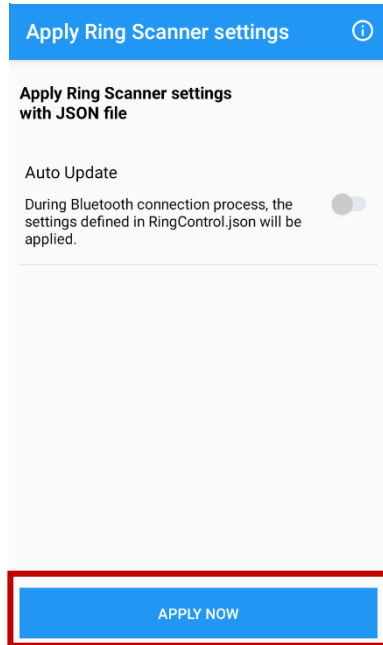 Apply Ring Scanner settings
Apply Ring Scanner settings
with JSON file
Auto Update
During Bluetooth connection process, the
settings defined in RingControl.json will be
applied.
APPLY NOW